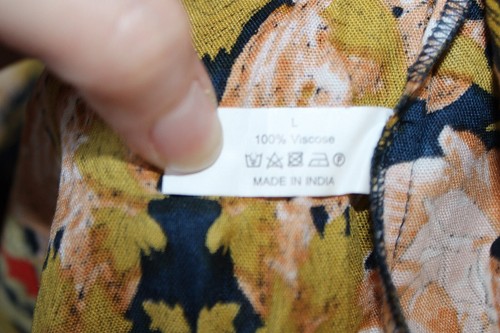 L
100% Viscose
MADE IN INDIA